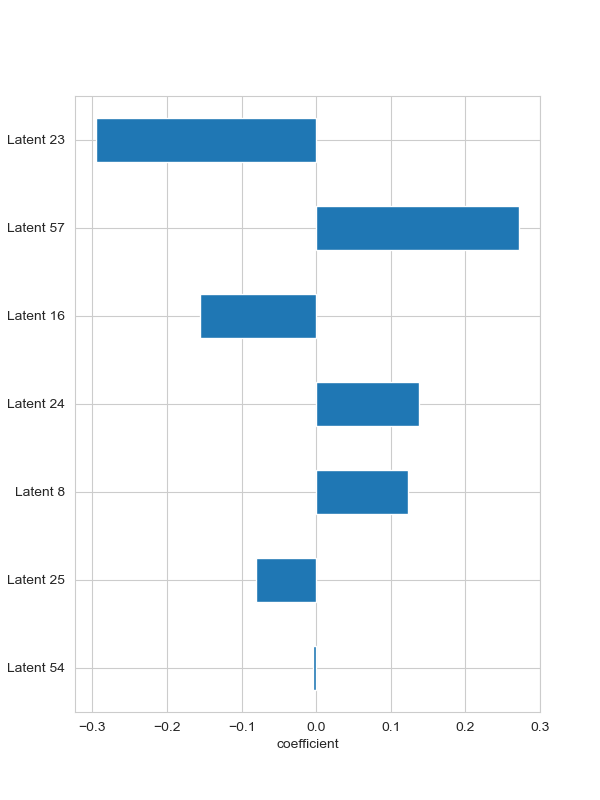 Latent 23
Latent 57
Latent 16
Latent 24
Latent 8
Latent 25
Latent 54
−0.3 −0.2 −0.1 0.0 0.1 0.2 0.3
coefficient